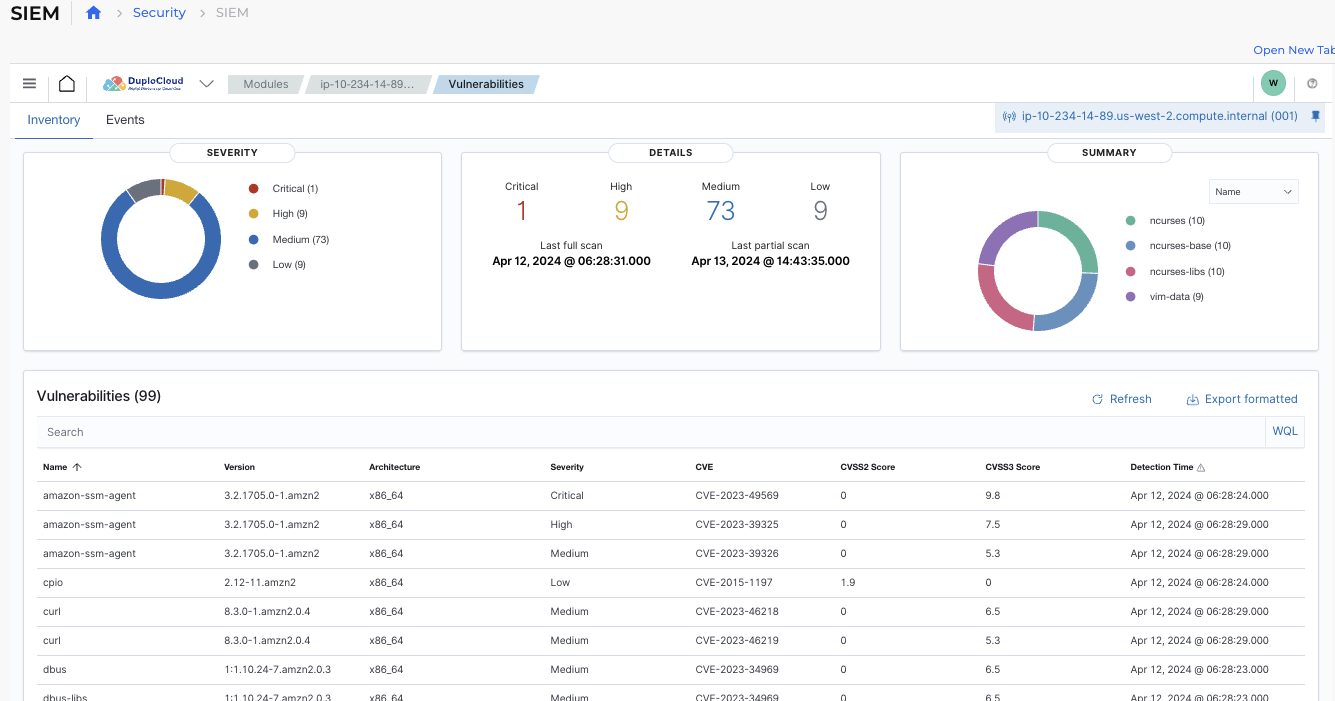 SIEM
Security
SIEM
Open New Tab
DuploCloud
Modules
ip-10-234-14-89...
Vulnerabilities
W
Inventory
Events
ip-10-234-14-89.us-west-2.compute.internal (001)
SEVERITY
Critical (1)
High (9)
Medium (73)
Low (9)
DETAILS
Critical High Medium Low
1 9 73 9
Last full scan Last partial scan
Apr 12, 2024 @ 06:28:31.000 Apr 13, 2024 @ 14:43:35.000
SUMMARY
Name
ncurses (10)
ncurses-base (10)
ncurses-libs (10)
vim-data (9)
Vulnerabilities (99)
Refresh
Export formatted
Search
WQL
Name Version Architecture Severity CVE CVSS2 Score CVSS3 Score Detection Time
amazon-ssm-agent 3.2.1705.0-1.amzn2 x86_64 Critical CVE-2023-49569 0 9.8 Apr 12, 2024 @ 06:28:24.000
amazon-ssm-agent 3.2.1705.0-1.amzn2 x86_64 High CVE-2023-39325 0 7.5 Apr 12, 2024 @ 06:28:29.000
amazon-ssm-agent 3.2.1705.0-1.amzn2 x86_64 Medium CVE-2023-39326 0 5.3 Apr 12, 2024 @ 06:28:29.000
cpio 2.12-11.amzn2 x86_64 Low CVE-2015-1197 1.9 0 Apr 12, 2024 @ 06:28:24.000
curl 8.3.0-1.amzn2.0.4 x86_64 Medium CVE-2023-46218 0 6.5 Apr 12, 2024 @ 06:28:29.000
curl 8.3.0-1.amzn2.0.4 x86_64 Medium CVE-2023-46219 0 5.3 Apr 12, 2024 @ 06:28:29.000
dbus 1:1.10.24-7.amzn2.0.3 x86_64 Medium CVE-2023-34969 0 6.5 Apr 12, 2024 @ 06:28:23.000
dbus-libs 1:1.10.24-7.amzn2.0.3 x86_64 Medium CVE-2023-34969 0 6.5 Apr 12, 2024 @ 06:28:23.000